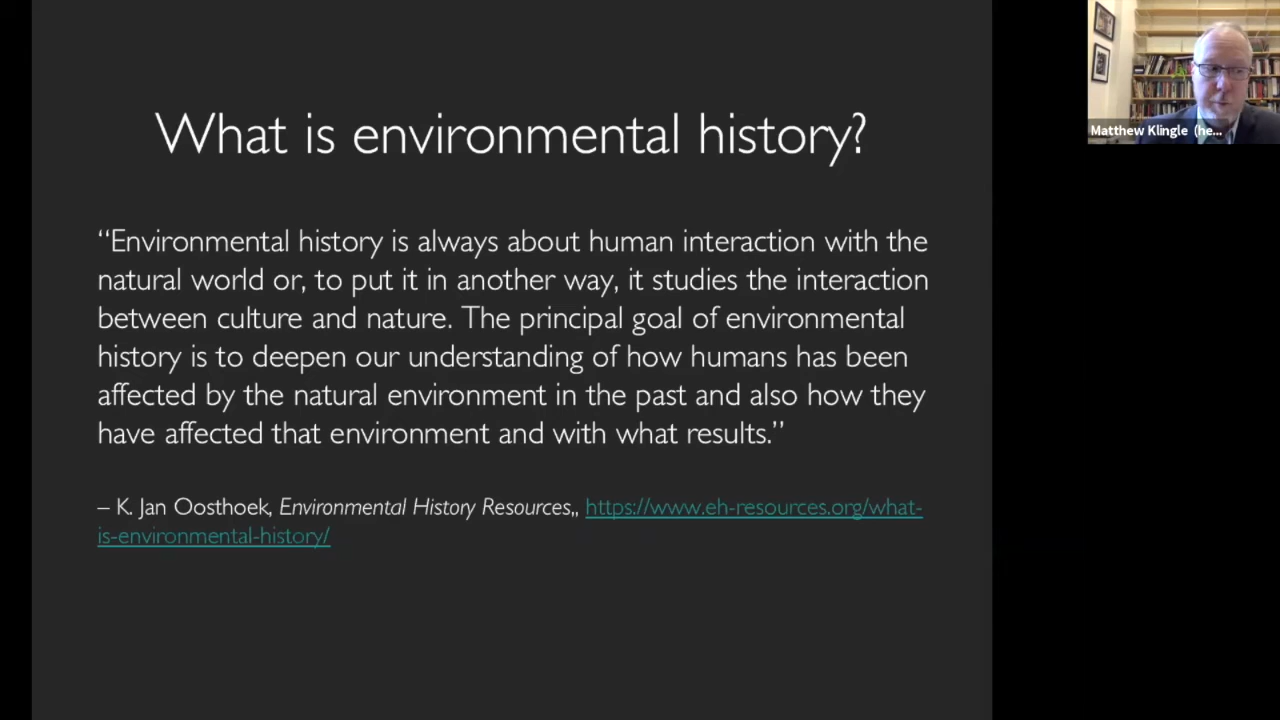 What is environmental history?
“Environmental history is always about human interaction with the
natural world or, to put it in another way, it studies the interaction
between culture and nature. The principal goal of environmental
history is to deepen our understanding of how humans has been
affected by the natural environment in the past and also how they
have affected that environment and with what results.”
– K. Jan Oosthoek, Environmental History Resources,, https://www.eh-resources.org/what-
is-environmental-history/
Matthew Klingle (he...